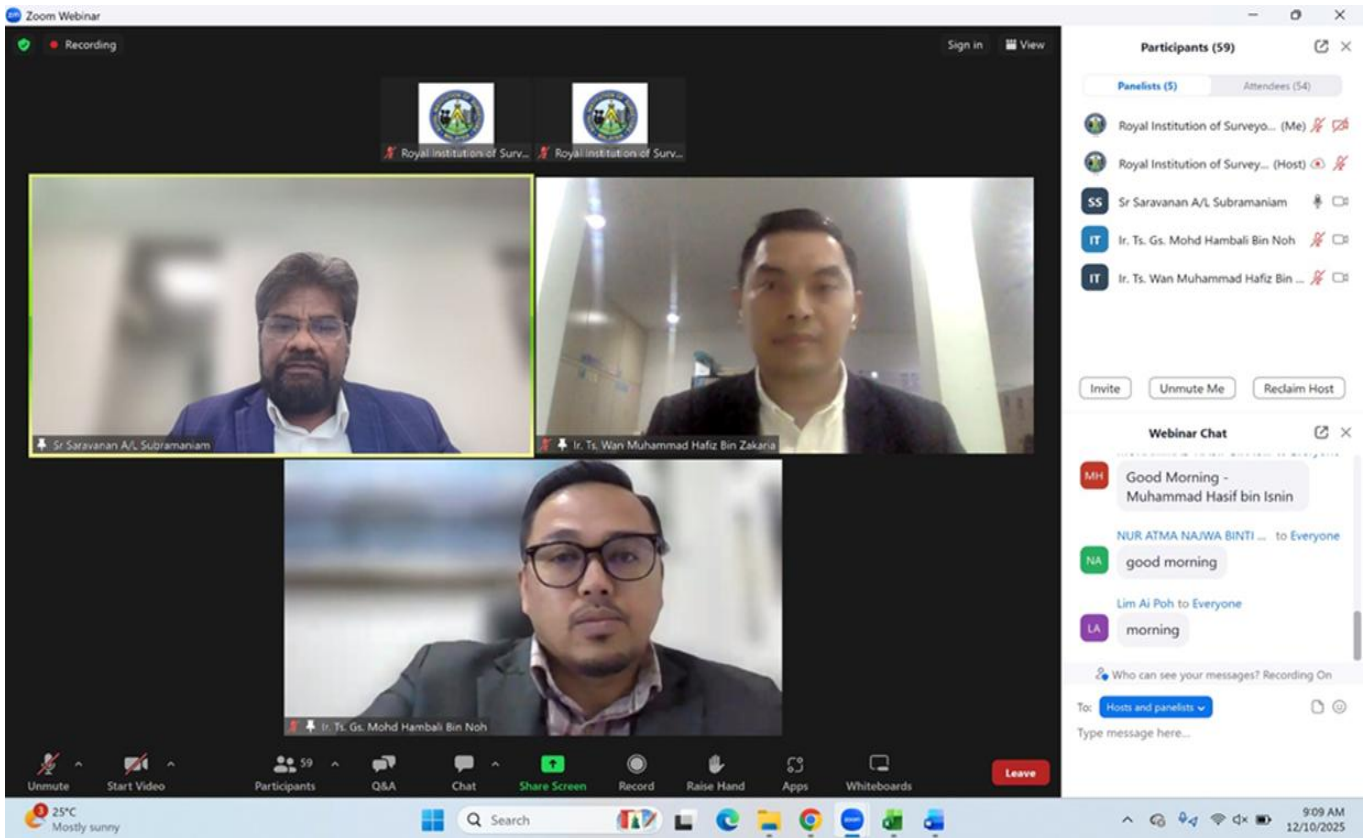 Zoom Webinar
Recording
Sign in
View
Royal Institution of Surv...
Royal Institution of Surv...
Sr Saravanan A/L Subramaniam
Ir. Ts. Wan Muhammad Hafiz Bin Zakaria
Ir. Ts. Gs. Mohd Hambali Bin Noh
Unmute
Start Video
59
Participants
Q&A
Chat
Share Screen
Record
Raise Hand
Apps
Whiteboards
Leave
Participants (59)
Panelists (5)
Attendees (54)
Royal Institution of Surveyo... (Me)
Royal Institution of Survey... (Host)
SS
Sr Saravanan A/L Subramaniam
IT
Ir. Ts. Gs. Mohd Hambali Bin Noh
IT
Ir. Ts. Wan Muhammad Hafiz Bin ...
Invite
Unmute Me
Reclaim Host
Webinar Chat
MH
Good Morning -
Muhammad Hasif bin Isnin
NUR ATMA NAJWA BINTI ... to Everyone
NA
good morning
Lim Ai Poh to Everyone
LA
morning
Who can see your messages? Recording On
To: Hosts and panelists
Type message here...
3
25°C
Mostly sunny
Search
9:09 AM
12/10/2025